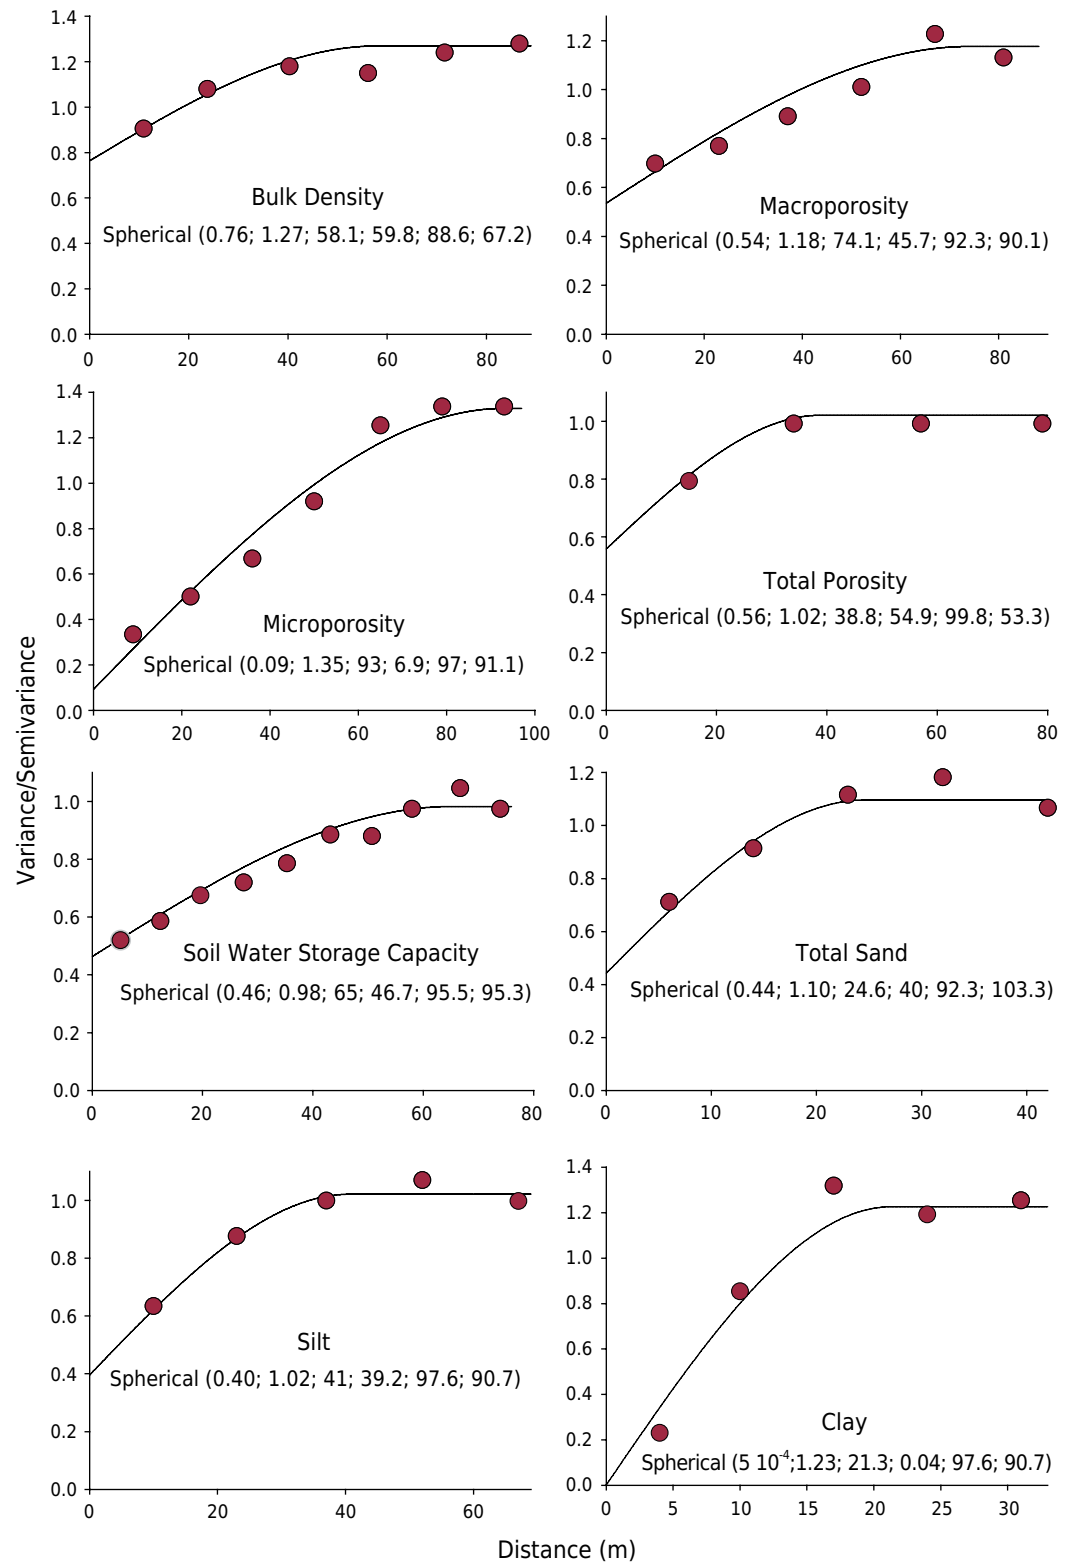 Variance/Semivariance
1.4
1.2
1.0
0.8
0.6
0.4
0.2
0.0
Bulk Density
Spherical (0.76; 1.27; 58.1; 59.8; 88.6; 67.2)
0 20 40 60 80
1.2
1.0
0.8
0.6
0.4
0.2
0.0
Macroporosity
Spherical (0.54; 1.18; 74.1; 45.7; 92.3; 90.1)
0 20 40 60 80
1.4
1.2
1.0
0.8
0.6
0.4
0.2
0.0
Microporosity
Spherical (0.09; 1.35; 93; 6.9; 97; 91.1)
0 20 40 60 80 100
1.0
0.8
0.6
0.4
0.2
0.0
Total Porosity
Spherical (0.56; 1.02; 38.8; 54.9; 99.8; 53.3)
0 20 40 60 80
1.0
0.8
0.6
0.4
0.2
0.0
Soil Water Storage Capacity
Spherical (0.46; 0.98; 65; 46.7; 95.5; 95.3)
0 20 40 60 80
1.2
1.0
0.8
0.6
0.4
0.2
0.0
Total Sand
Spherical (0.44; 1.10; 24.6; 40; 92.3; 103.3)
0 10 20 30 40
1.0
0.8
0.6
0.4
0.2
0.0
Silt
Spherical (0.40; 1.02; 41; 39.2; 97.6; 90.7)
0 20 40 60
1.4
1.2
1.0
0.8
0.6
0.4
0.2
0.0
Clay
Spherical (5 10⁻⁴;1.23; 21.3; 0.04; 97.6; 90.7)
0 5 10 15 20 25 30
Distance (m)